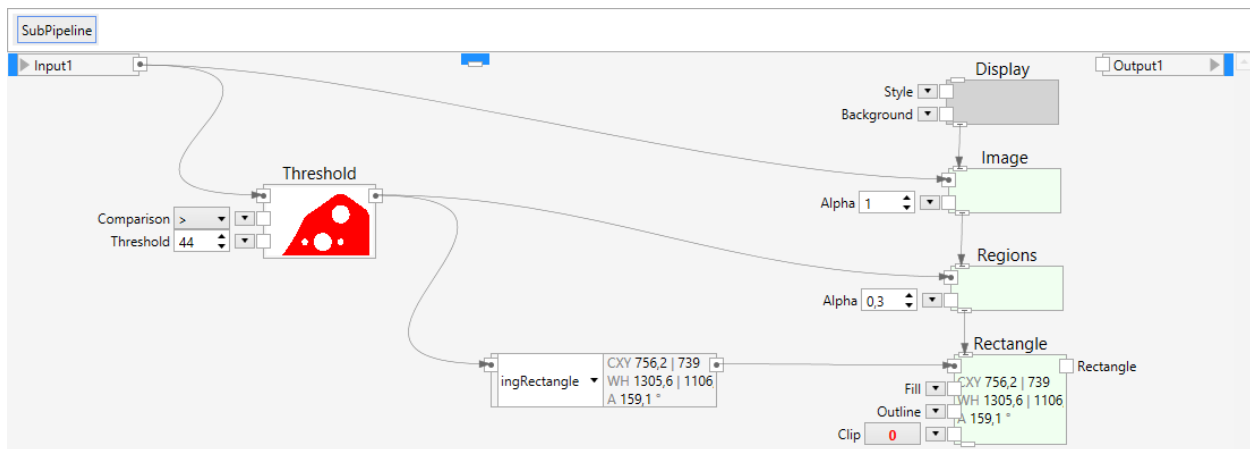 SubPipeline
Input1
Output1
Display
Style
Background
Image
Alpha 1
Threshold
Comparison >
Threshold 44
Regions
Alpha 0,3
ingRectangle
CXY 756,2 | 739
WH 1305,6 | 1106
A 159,1 °
Rectangle
Rectangle
CXY 756,2 | 739
WH 1305,6 | 1106
A 159,1 °
Fill
Outline
Clip 0